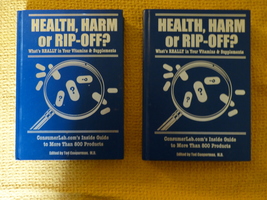 HEALTH, HARM
or RIP-OFF?
What's REALLY in Your Vitamins & Supplements
ConsumerLab.com's Inside Guide
to More Than 800 Products
Edited by Tod Cooperman, M.D.
HEALTH, HARM
or RIP-OFF?
What's REALLY in Your Vitamins & Supplements
ConsumerLab.com's Inside Guide
to More Than 800 Products
Edited by Tod Cooperman, M.D.